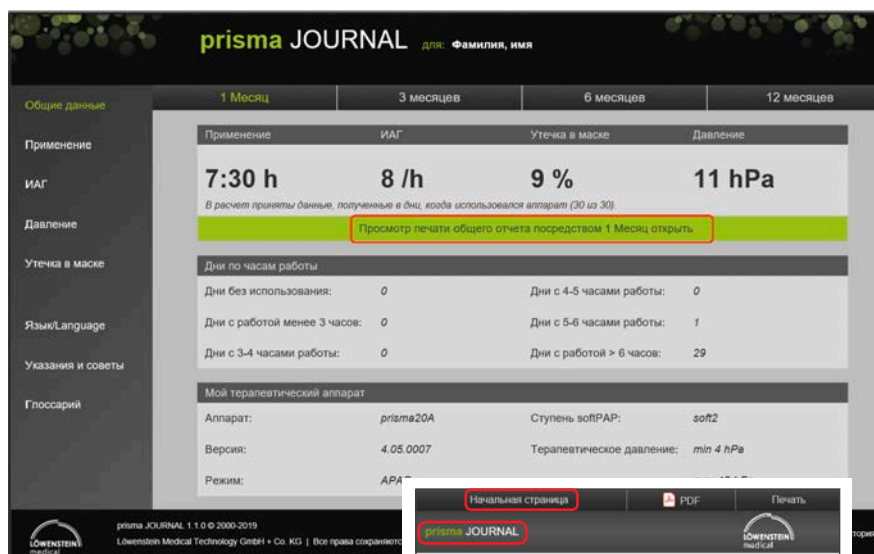 prisma JOURNAL для: Фамилия, имя
Общие данные
Применение
ИАГ
Давление
Утечка в маске
Язык/Language
Указания и советы
Глоссарий
1 Месяц 3 месяцев 6 месяцев 12 месяцев
Применение ИАГ Утечка в маске Давление
7:30 h 8 /h 9 % 11 hPa
В расчет приняты данные, полученные в дни, когда использовался аппарат (30 из 30).
Просмотр печати общего отчета посредством 1 Месяц открыть
Дни по часам работы
Дни без использования: 0 Дни с 4-5 часами работы: 0
Дни с работой менее 3 часов: 0 Дни с 5-6 часами работы: 1
Дни с 3-4 часами работы: 0 Дни с работой > 6 часов: 29
Мой терапевтический аппарат
Аппарат: prisma20A Ступень softPAP: soft2
Версия: 4.05.0007 Терапевтическое давление: min 4 hPa
Режим: APAP
Начальная страница PDF Печать
prisma JOURNAL LÖWENSTEIN medical
LÖWENSTEIN medical
prisma JOURNAL 1.1.0 © 2000-2019
Löwenstein Medical Technology GmbH + Co. KG | Все права сохраняются